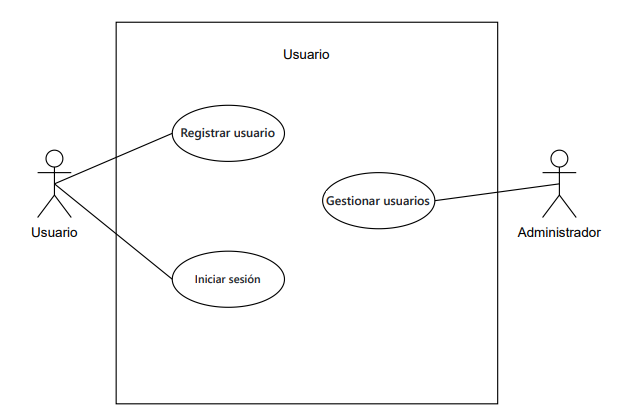 Usuario
Registrar usuario
Gestionar usuarios
Usuario
Administrador
Iniciar sesión